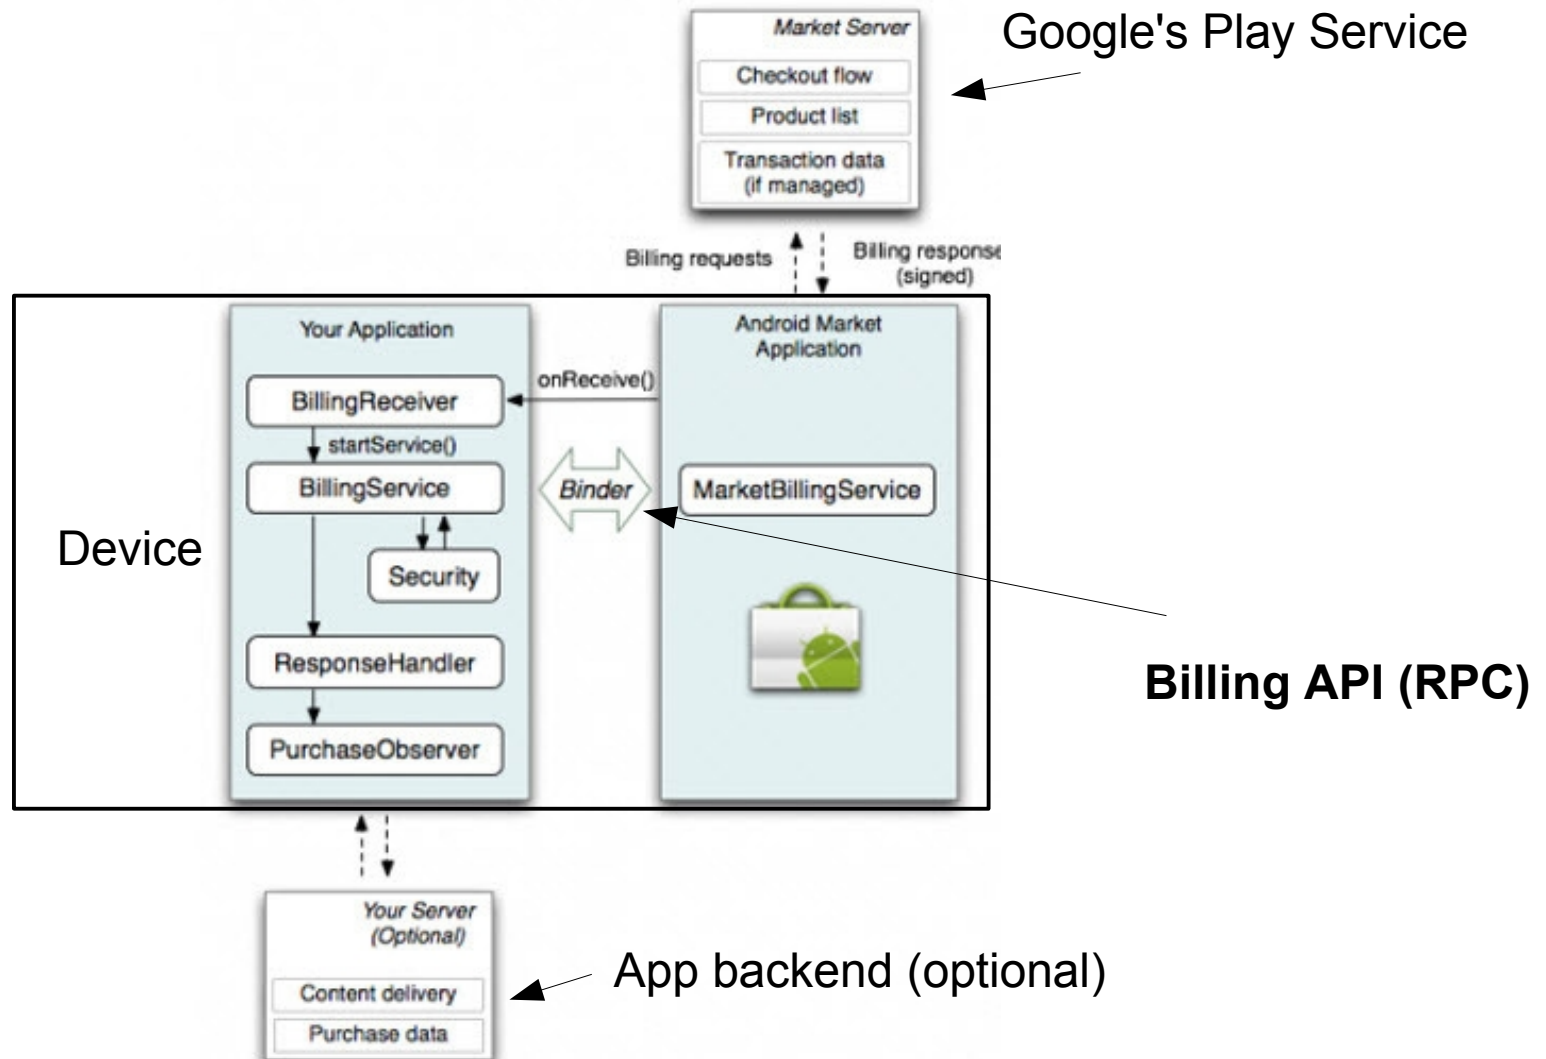 Market Server
Google's Play Service
Checkout flow
Product list
Transaction data
(if managed)
Billing requests
Billing response
(signed)
Your Application
Android Market
Application
onReceive()
BillingReceiver
startService()
BillingService
Binder
MarketBillingService
Device
Security
ResponseHandler
Billing API (RPC)
PurchaseObserver
Your Server
(Optional)
App backend (optional)
Content delivery
Purchase data